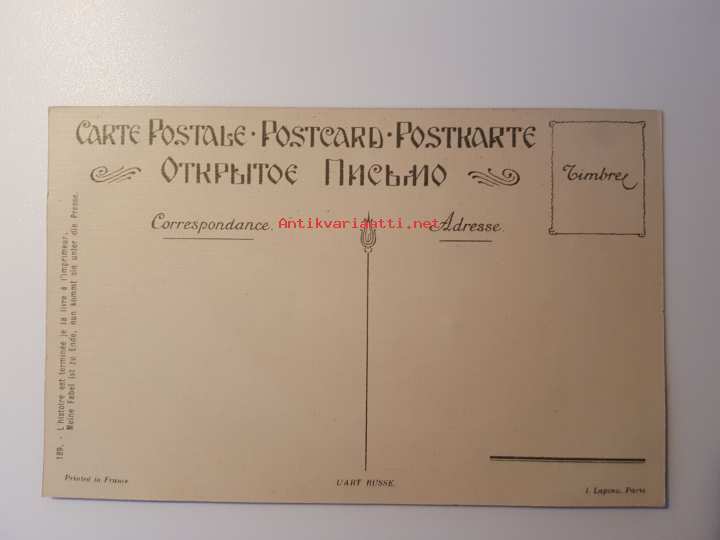 CARTE POSTALE · POSTCARD · POSTKARTE
ОТКРЫТОЕ ПИСЬМО
Timbre
Correspondance.
Antikvariaatti.net
Adresse.
189. - L'histoire est terminée je la livre à l'imprimeur.
Meine Fabel ist zu Ende, nun kommt sie unter die Presse.
Printed in France
L'ART RUSSE.
I. Lapina, Paris